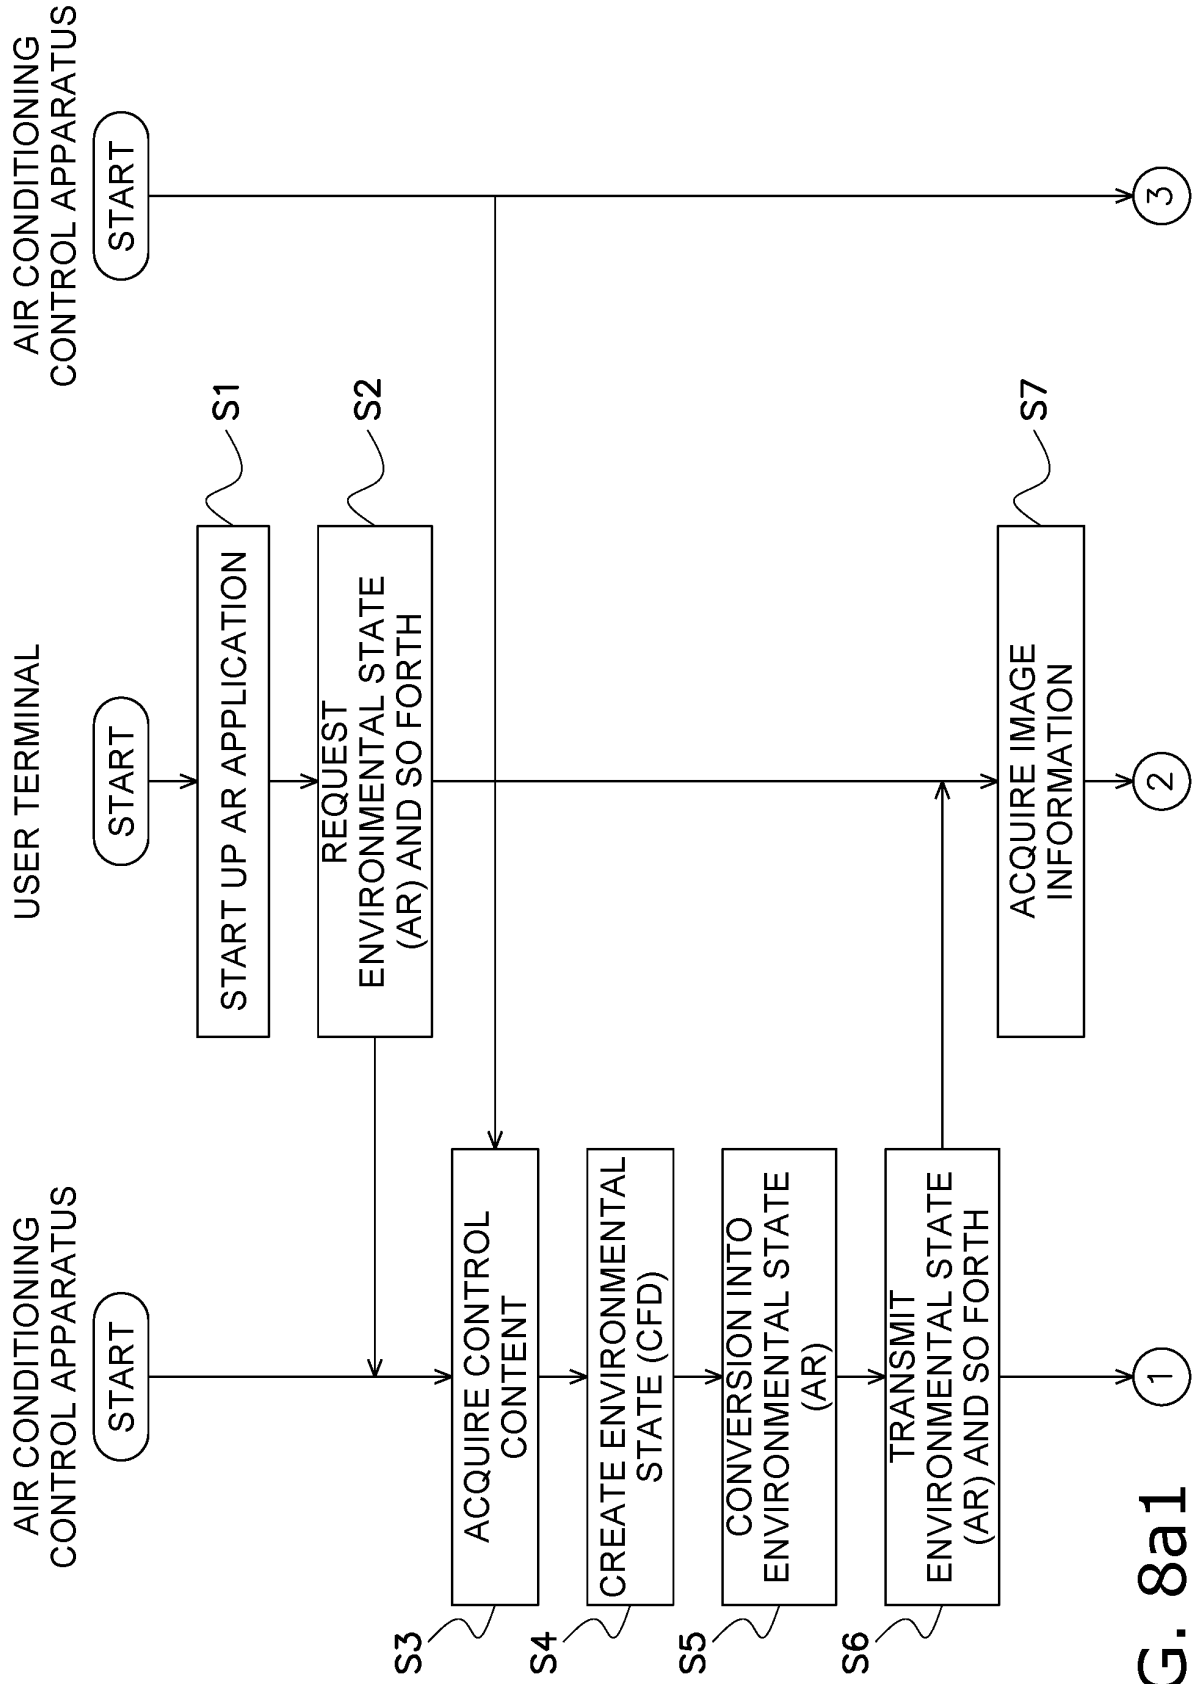 AIR CONDITIONING
CONTROL APPARATUS
START
S3
ACQUIRE CONTROL
CONTENT
S4
CREATE ENVIRONMENTAL
STATE (CFD)
S5
CONVERSION INTO
ENVIRONMENTAL STATE
(AR)
S6
TRANSMIT
ENVIRONMENTAL STATE
(AR) AND SO FORTH
1
USER TERMINAL
START
START UP AR APPLICATION
S1
REQUEST
ENVIRONMENTAL STATE
(AR) AND SO FORTH
S2
ACQUIRE IMAGE
INFORMATION
S7
2
AIR CONDITIONING
CONTROL APPARATUS
START
3
G. 8a1